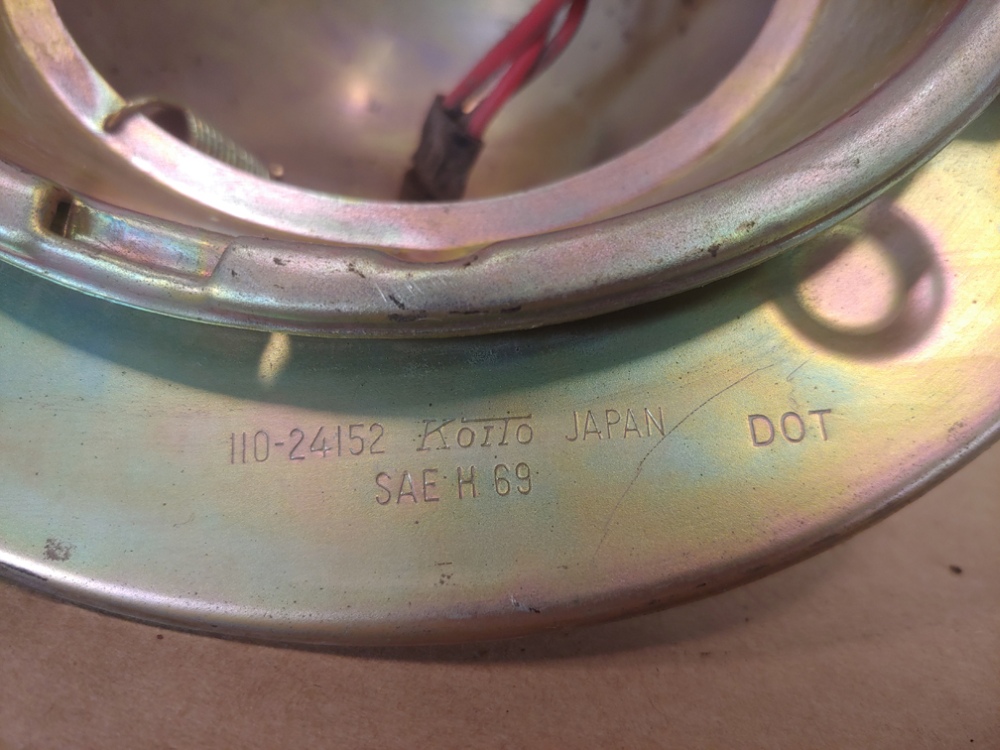 110-24152 Koito JAPAN DOT
SAE H 69